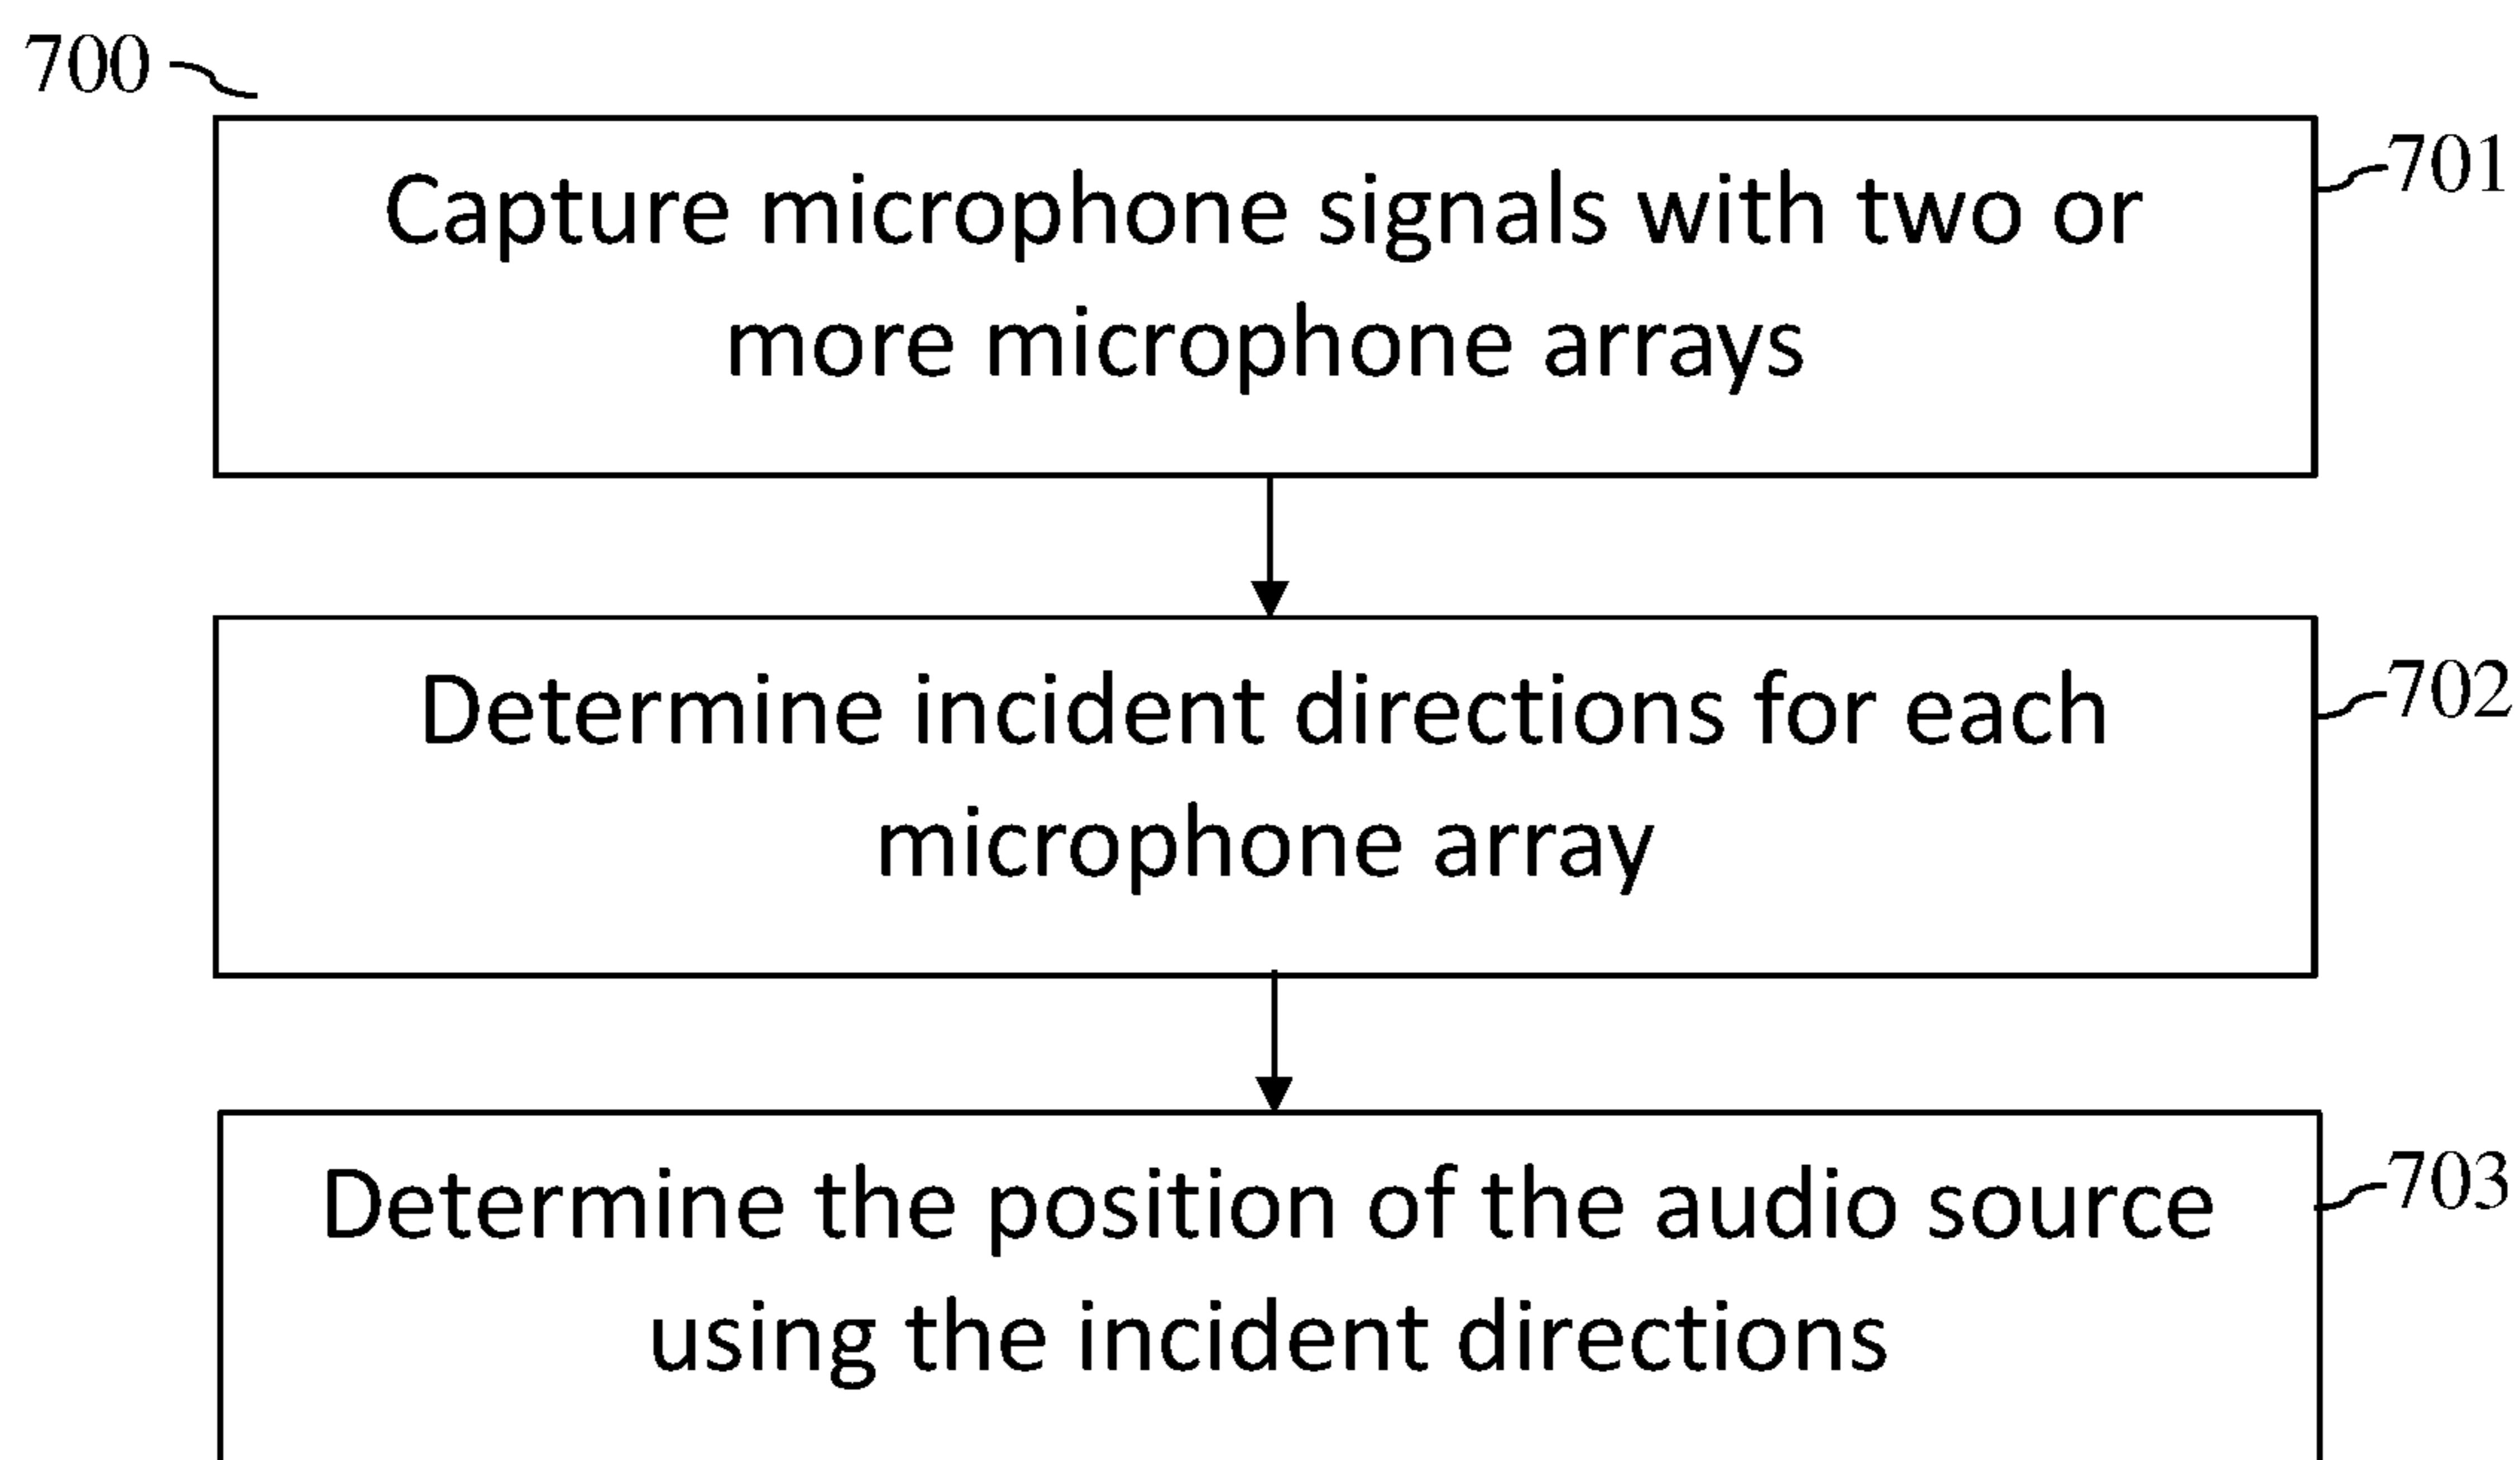 700
Capture microphone signals with two or
more microphone arrays
701
Determine incident directions for each
microphone array
702
Determine the position of the audio source
using the incident directions
703